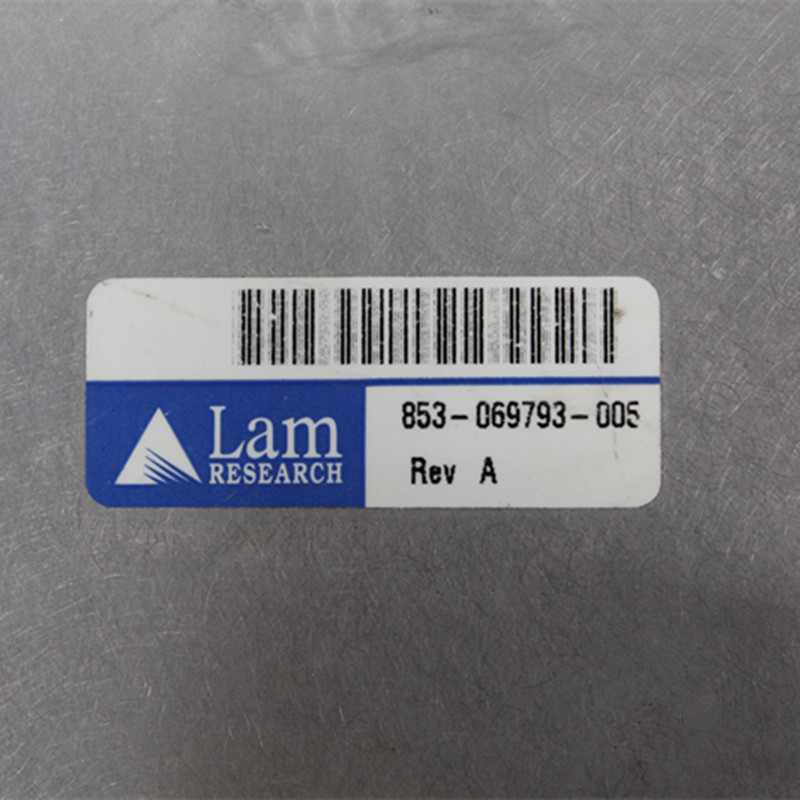 Lam
RESEARCH
853-069793-005
Rev A